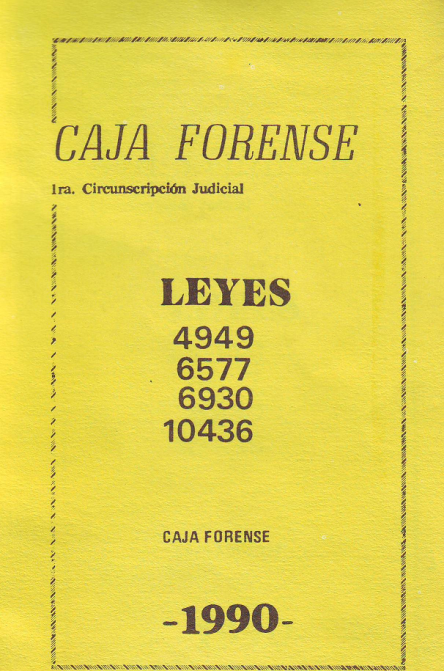 CAJA FORENSE
1ra. Circunscripción Judicial
LEYES
4949
6577
6930
10436
CAJA FORENSE
-1990-